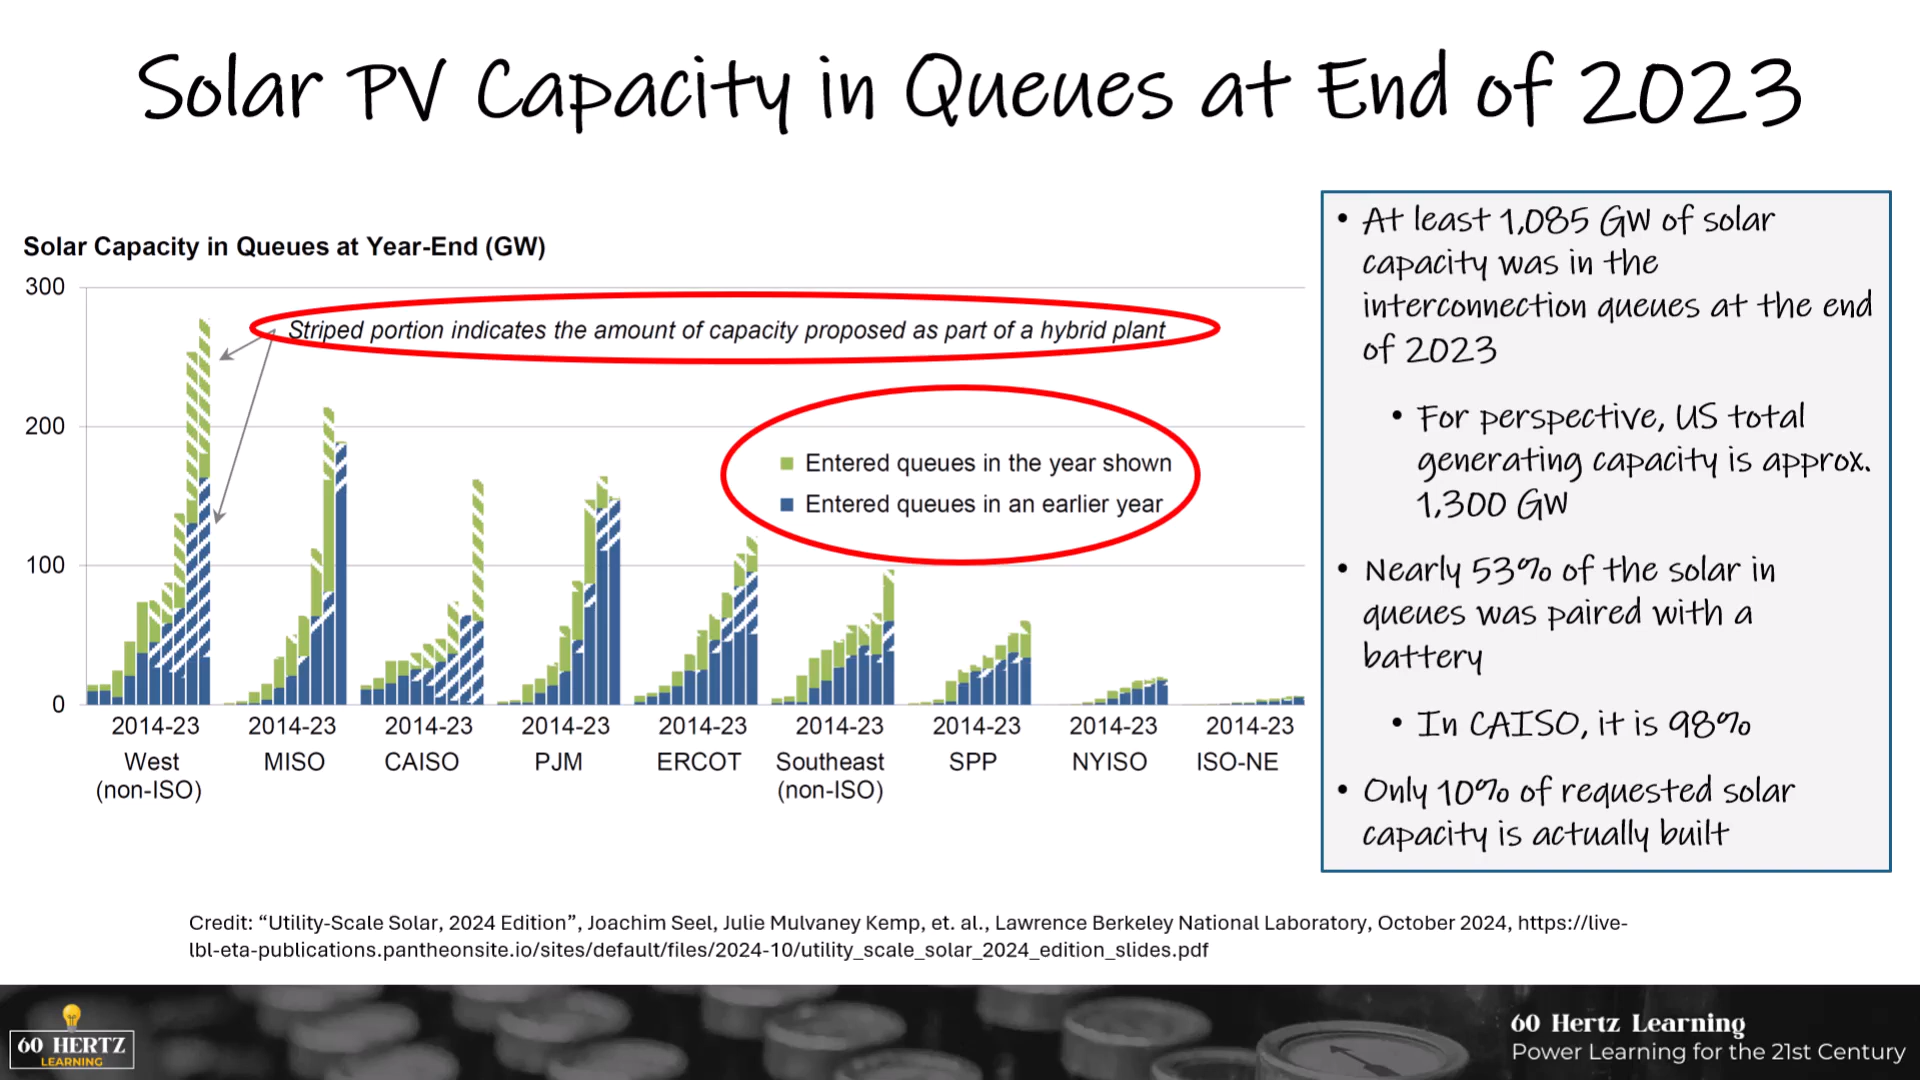 Solar PV Capacity in Queues at End of 2023
Solar Capacity in Queues at Year-End (GW)
300
200
100
0
Striped portion indicates the amount of capacity proposed as part of a hybrid plant
Entered queues in the year shown
Entered queues in an earlier year
2014-23 2014-23 2014-23 2014-23 2014-23 2014-23 2014-23 2014-23 2014-23
West MISO CAISO PJM ERCOT Southeast SPP NYISO ISO-NE
(non-ISO) (non-ISO)
• At least 1,085 GW of solar
capacity was in the
interconnection queues at the end
of 2023
• For perspective, US total
generating capacity is approx.
1,300 GW
• Nearly 53% of the solar in
queues was paired with a
battery
• In CAISO, it is 98%
• Only 10% of requested solar
capacity is actually built
Credit: “Utility-Scale Solar, 2024 Edition”, Joachim Seel, Julie Mulvaney Kemp, et. al., Lawrence Berkeley National Laboratory, October 2024, https://live-
lbl-eta-publications.pantheonsite.io/sites/default/files/2024-10/utility_scale_solar_2024_edition_slides.pdf
60 HERTZ
LEARNING
60 Hertz Learning
Power Learning for the 21st Century